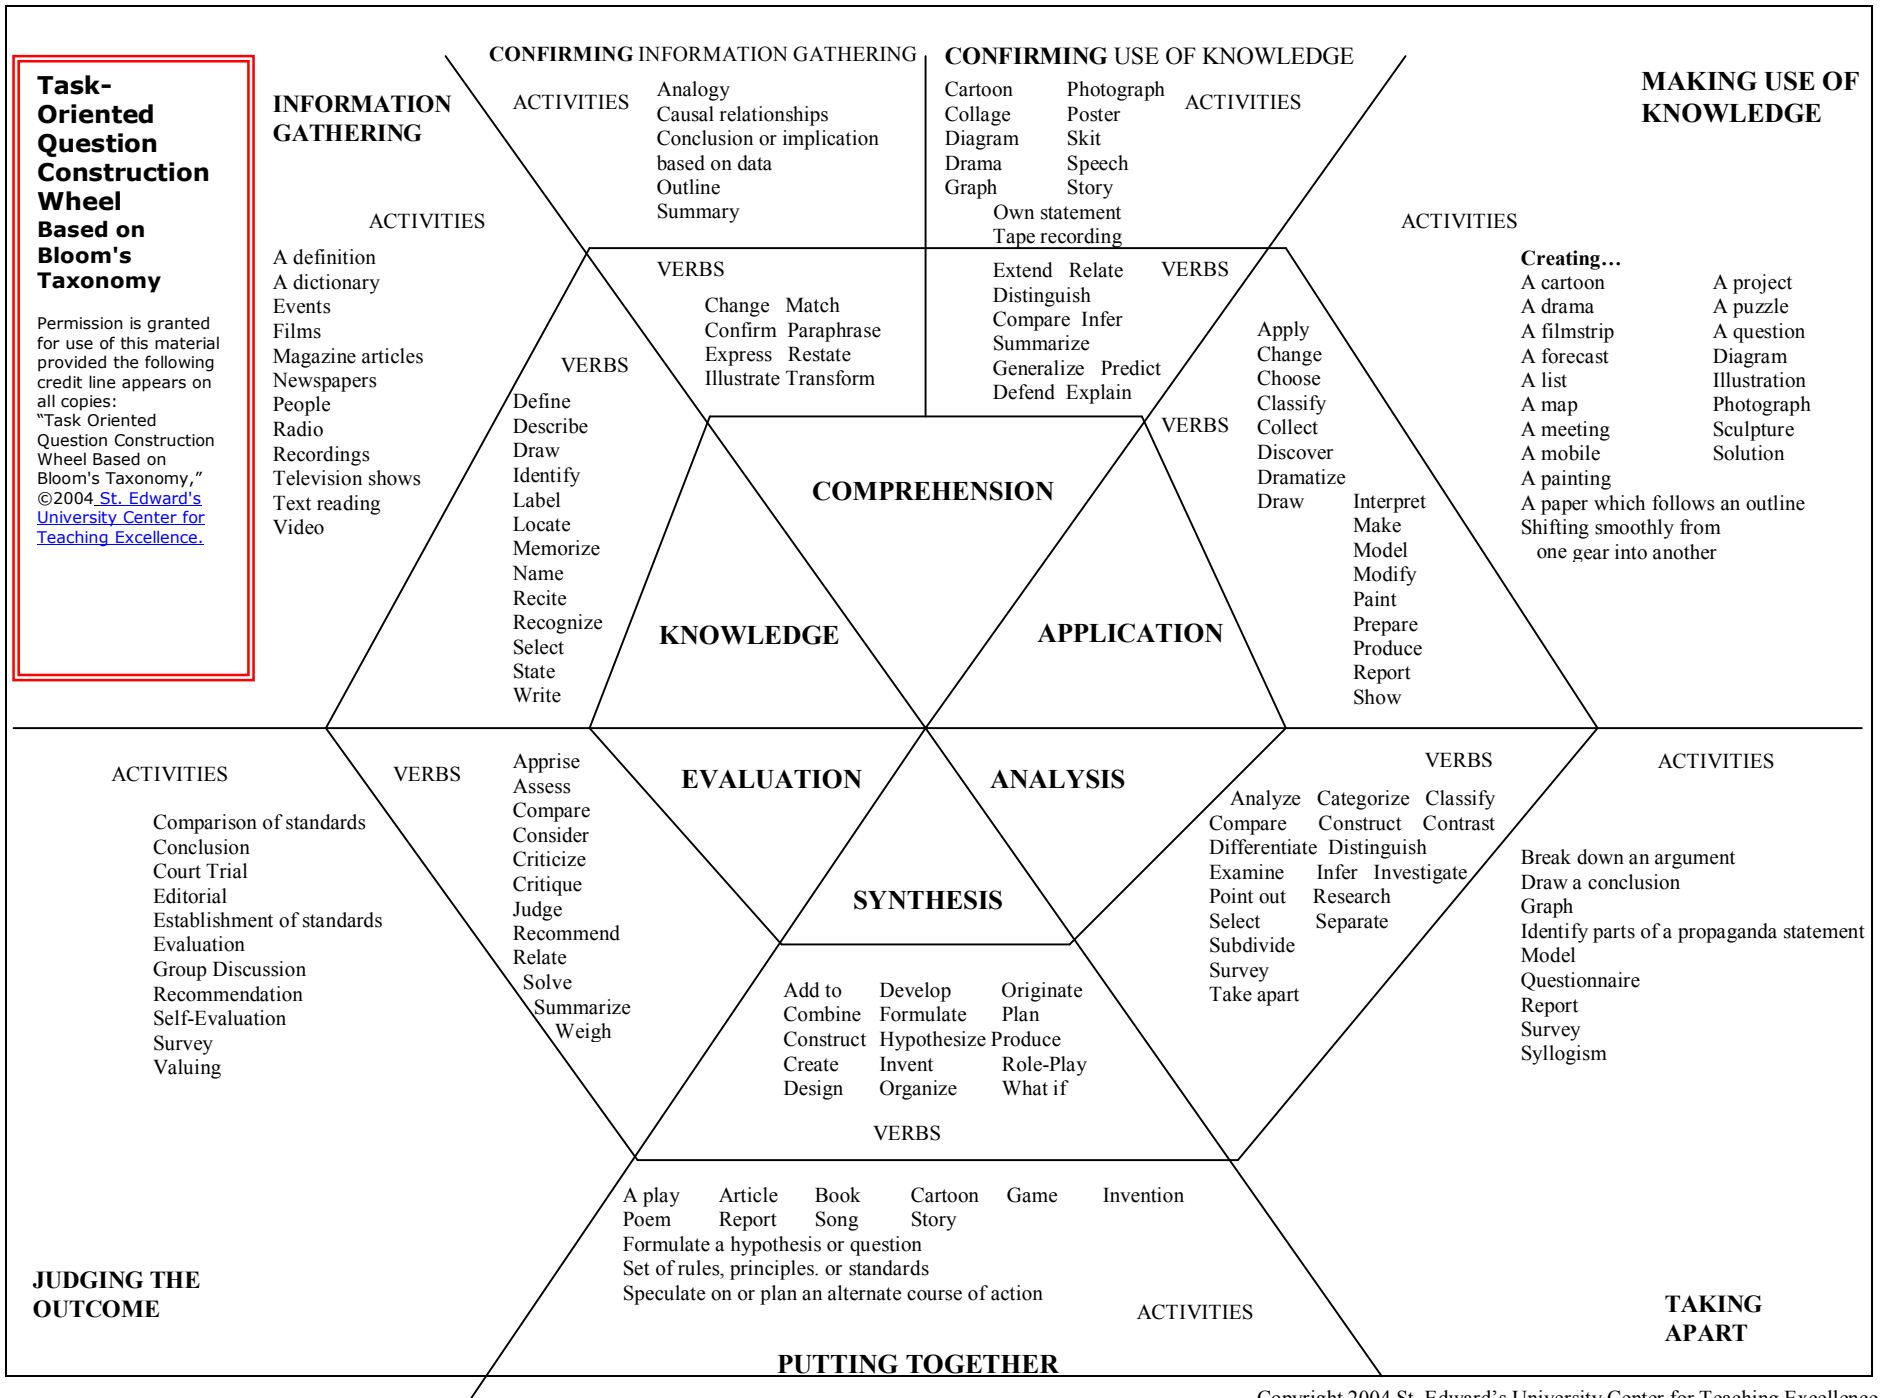 Task-
Oriented
Question
Construction
Wheel
Based on
Bloom's
Taxonomy
Permission is granted
for use of this material
provided the following
credit line appears on
all copies:
“Task Oriented
Question Construction
Wheel Based on
Bloom's Taxonomy,”
©2004 St. Edward's
University Center for
Teaching Excellence.
INFORMATION
GATHERING
ACTIVITIES
A definition
A dictionary
Events
Films
Magazine articles
Newspapers
People
Radio
Recordings
Television shows
Text reading
Video
VERBS
Define
Describe
Draw
Identify
Label
Locate
Memorize
Name
Recite
Recognize
Select
State
Write
KNOWLEDGE
CONFIRMING INFORMATION GATHERING
ACTIVITIES
Analogy
Causal relationships
Conclusion or implication
based on data
Outline
Summary
VERBS
Change Match
Confirm Paraphrase
Express Restate
Illustrate Transform
CONFIRMING USE OF KNOWLEDGE
Cartoon Photograph
ACTIVITIES
Collage Poster
Diagram Skit
Drama Speech
Graph Story
Own statement
Tape recording
Extend Relate
VERBS
Distinguish
Compare Infer
Summarize
Generalize Predict
Defend Explain
COMPREHENSION
MAKING USE OF
KNOWLEDGE
ACTIVITIES
Creating…
A cartoon A project
A drama A puzzle
A filmstrip A question
A forecast Diagram
A list Illustration
A map Photograph
A meeting Sculpture
A mobile Solution
A painting
A paper which follows an outline
Shifting smoothly from
one gear into another
VERBS
Apply
Change
Choose
Classify
Collect
Discover
Dramatize
Draw Interpret
Make
Model
Modify
Paint
Prepare
Produce
Report
Show
APPLICATION
ACTIVITIES
Comparison of standards
Conclusion
Court Trial
Editorial
Establishment of standards
Evaluation
Group Discussion
Recommendation
Self-Evaluation
Survey
Valuing
VERBS
Apprise
Assess
Compare
Consider
Criticize
Critique
Judge
Recommend
Relate
Solve
Summarize
Weigh
EVALUATION
JUDGING THE
OUTCOME
ANALYSIS
VERBS
Analyze Categorize Classify
Compare Construct Contrast
Differentiate Distinguish
Examine Infer Investigate
Point out Research
Select Separate
Subdivide
Survey
Take apart
ACTIVITIES
Break down an argument
Draw a conclusion
Graph
Identify parts of a propaganda statement
Model
Questionnaire
Report
Survey
Syllogism
TAKING
APART
SYNTHESIS
Add to Develop Originate
Combine Formulate Plan
Construct Hypothesize Produce
Create Invent Role-Play
Design Organize What if
VERBS
A play Article Book Cartoon Game Invention
Poem Report Song Story
Formulate a hypothesis or question
Set of rules, principles. or standards
Speculate on or plan an alternate course of action
ACTIVITIES
PUTTING TOGETHER
Copyright 2004 St. Edward’s University Center for Teaching Excellence